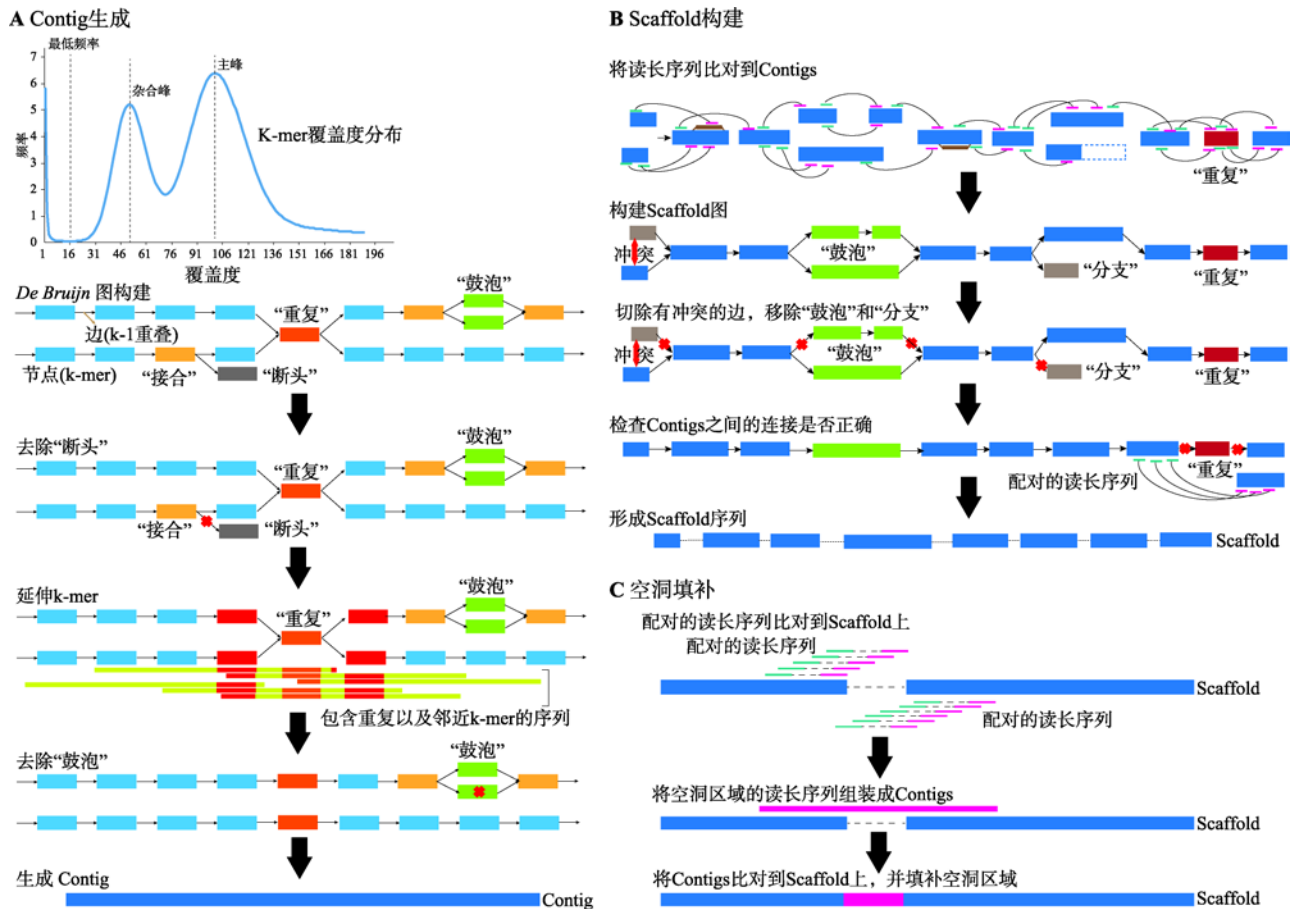 A Contig生成
最低频率
主峰
杂合峰
K-mer覆盖度分布
频率
7
6
5
4
3
2
1
0
1 16 31 46 61 76 91 106 121 136 151 166 181 196
覆盖度
De Bruijn 图构建
“鼓泡”
“重复”
边(k-1重叠)
节点(k-mer)
“接合”
“断头”
去除“断头”
“鼓泡”
“重复”
“接合”
“断头”
延伸k-mer
“鼓泡”
“重复”
包含重复以及邻近k-mer的序列
去除“鼓泡”
“鼓泡”
生成 Contig
Contig
B Scaffold构建
将读长序列比对到Contigs
“重复”
构建Scaffold图
冲突
“鼓泡”
“分支”
“重复”
切除有冲突的边，移除“鼓泡”和“分支”
冲突
“鼓泡”
“分支”
“重复”
检查Contigs之间的连接是否正确
“重复”
配对的读长序列
形成Scaffold序列
Scaffold
C 空洞填补
配对的读长序列比对到Scaffold上
配对的读长序列
Scaffold
配对的读长序列
将空洞区域的读长序列组装成Contigs
Scaffold
将Contigs比对到Scaffold上，并填补空洞区域
Scaffold